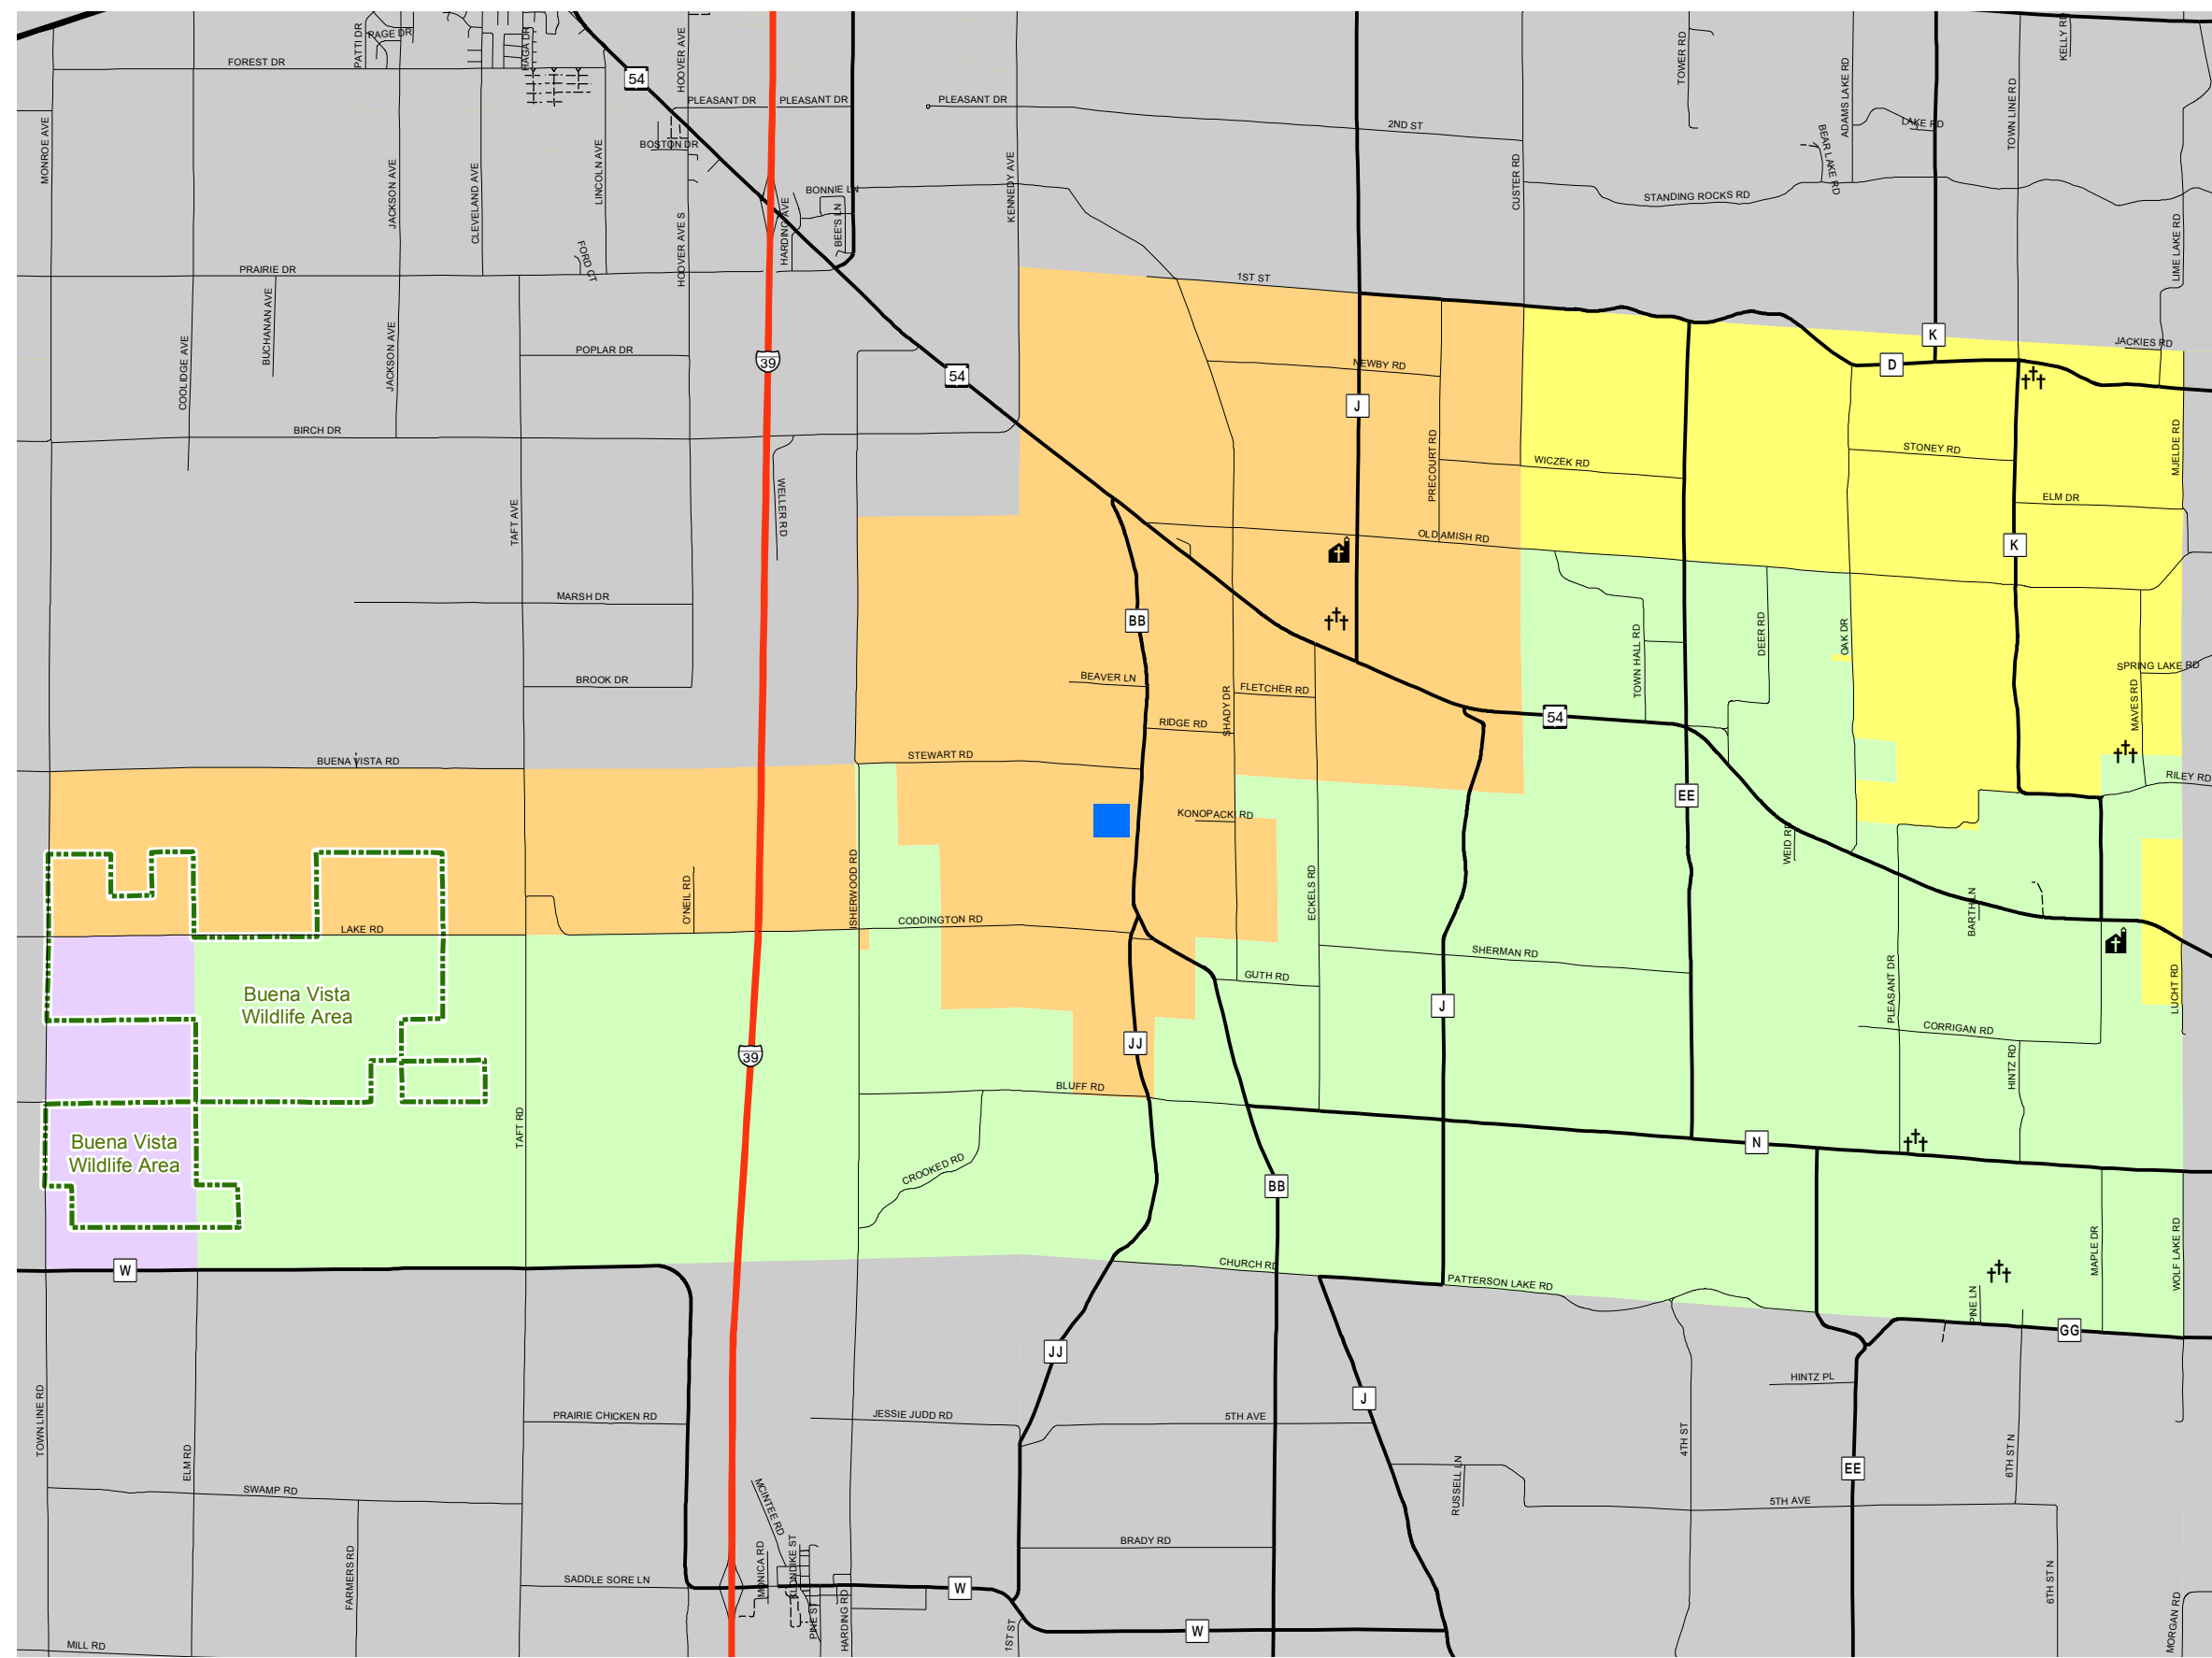 PATTI DR
PAGE DR
HAGA DR
FOREST DR
54
HOOVER AVE
PLEASANT DR
PLEASANT DR
PLEASANT DR
2ND ST
TOWER RD
KELLY RD
ADAMS LAKE RD
TOWN LINE RD
LAKE RD
BEAR LAKE RD
MONROE AVE
JACKSON AVE
CLEVELAND AVE
LINCOLN AVE
BOSTON DR
BONNIE LN
KENNEDY AVE
CUSTER RD
STANDING ROCKS RD
HOOVER AVE S
HARDING AVE
BEE'S LN
LIME LAKE RD
FORD CT
PRAIRIE DR
1ST ST
COOLIDGE AVE
BUCHANAN AVE
JACKSON AVE
POPLAR DR
39
54
NEWBY RD
K
JACKIES RD
D
J
BIRCH DR
PRECOURT RD
WICZEK RD
STONEY RD
MJELDE RD
TAFT AVE
WELLER RD
ELM DR
OLD AMISH RD
K
MARSH DR
BB
TOWN HALL RD
DEER RD
OAK DR
BROOK DR
BEAVER LN
SHADY DR
FLETCHER RD
SPRING LAKE RD
MAVES RD
RIDGE RD
54
BUENA VISTA RD
STEWART RD
RILEY RD
EE
KONOPACKI RD
WEID RD
O'NEIL RD
ISHERWOOD RD
ECKELS RD
LAKE RD
CODDINGTON RD
BARTH LN
SHERMAN RD
GUTH RD
PLEASANT DR
LUCHT RD
Buena Vista
Wildlife Area
J
CORRIGAN RD
39
JJ
HINTZ RD
BLUFF RD
TAFT RD
Buena Vista
Wildlife Area
N
CROOKED RD
BB
MAPLE DR
WOLF LAKE RD
W
CHURCH RD
PATTERSON LAKE RD
PINE LN
GG
JJ
HINTZ PL
TOWN LINE RD
J
PRAIRIE CHICKEN RD
JESSIE JUDD RD
5TH AVE
4TH ST
6TH ST N
ELM RD
EE
RUSSELL LN
SWAMP RD
MCINTEE RD
5TH AVE
BRADY RD
FARMERS RD
SADDLE SORE LN
MONICA RD
KLONDIKE ST
W
PINE ST
HARDING RD
1ST ST
W
6TH ST N
MORGAN RD
MILL RD